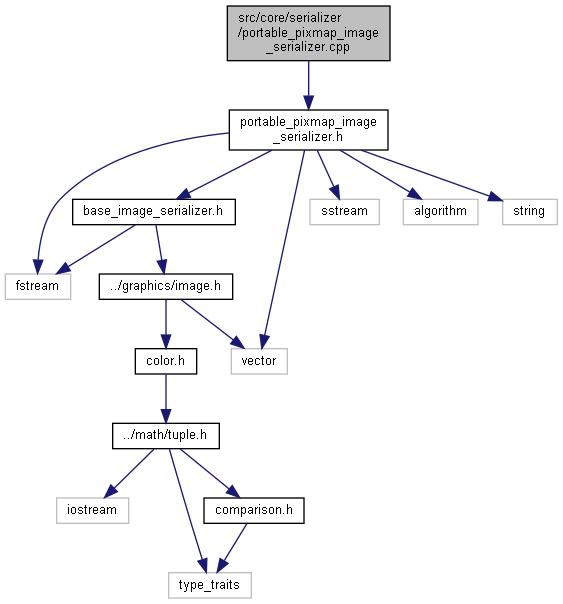 src/core/serializer
/portable_pixmap_image
_serializer.cpp
portable_pixmap_image
_serializer.h
base_image_serializer.h
sstream
algorithm
string
fstream
../graphics/image.h
color.h
vector
../math/tuple.h
iostream
comparison.h
type_traits